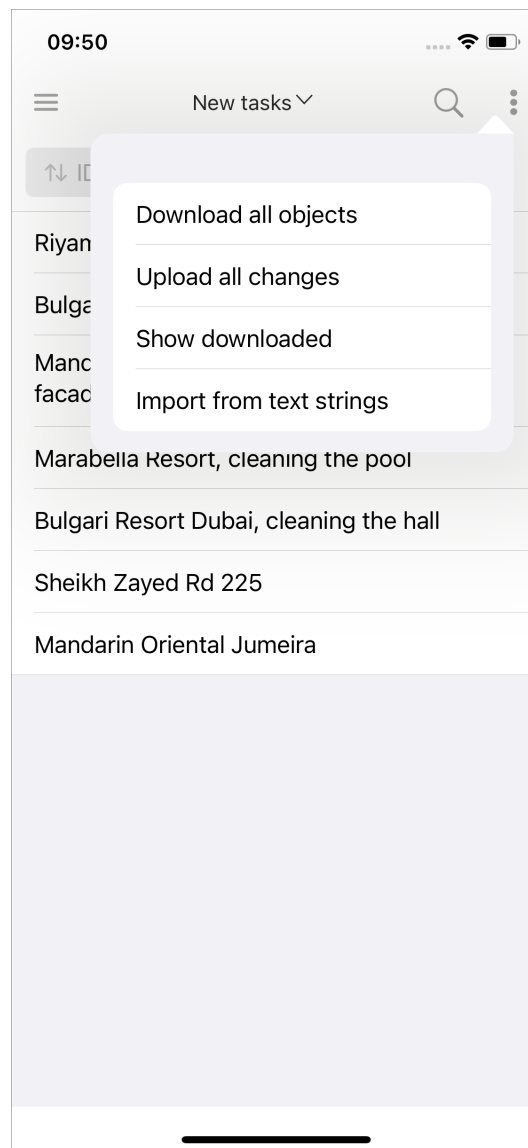 09:50
New tasks
Download all objects
Upload all changes
Show downloaded
Import from text strings
Marabella Resort, cleaning the pool
Bulgari Resort Dubai, cleaning the hall
Sheikh Zayed Rd 225
Mandarin Oriental Jumeira